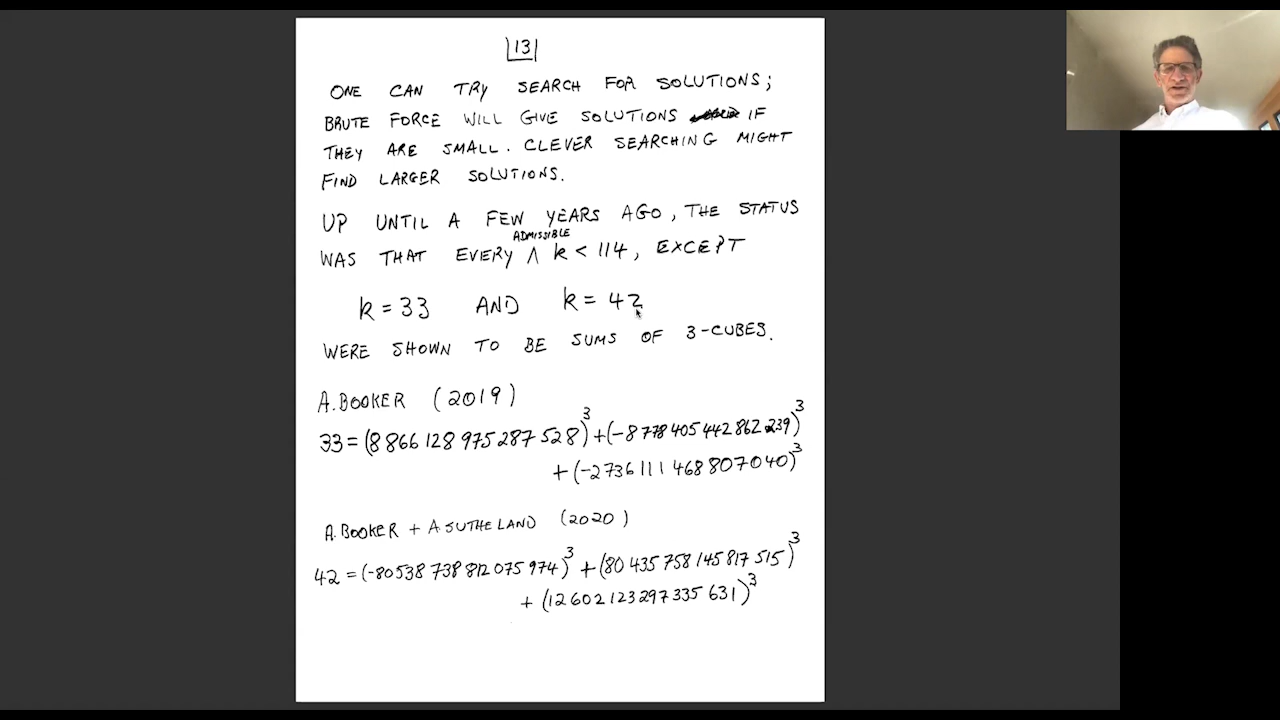 13
ONE CAN TRY SEARCH FOR SOLUTIONS;
BRUTE FORCE WILL GIVE SOLUTIONS IF
THEY ARE SMALL. CLEVER SEARCHING MIGHT
FIND LARGER SOLUTIONS.
UP UNTIL A FEW YEARS AGO, THE STATUS
ADMISSIBLE
WAS THAT EVERY ∧ k < 114, EXCEPT
k = 33 AND k = 42
WERE SHOWN TO BE SUMS OF 3-CUBES.
A. BOOKER (2019)
33 = (8 866 128 975 287 528)³ + (-8 778 405 442 862 239)³
+ (-2 736 111 468 807 040)³
A. BOOKER + A SUTHELAND (2020)
42 = (-80538 738 812 075 974)³ + (80 435 758 145 817 515)³
+ (12 602 123 297 335 631)³